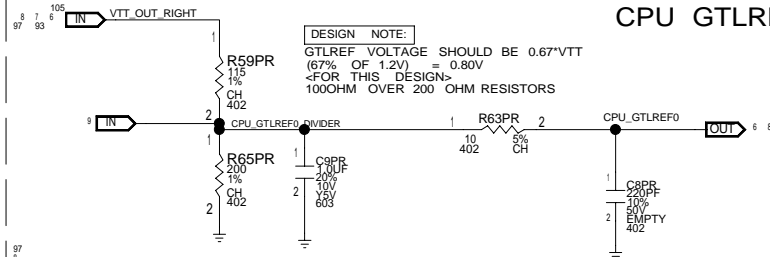 CPU GTLR
8 7 105
97 93 6
IN
VTT_OUT_RIGHT
DESIGN NOTE:
GTLREF VOLTAGE SHOULD BE 0.67*VTT
(67% OF 1.2V) = 0.80V
<FOR THIS DESIGN>
100OHM OVER 200 OHM RESISTORS
1
R59PR
115
1%
CH
402
2
9
IN
CPU_GTLREF0_DIVIDER
1
R65PR
200
1%
CH
402
2
1
C9PR
1.0UF
20%
10V
Y5V
603
2
1
R63PR
2
10
402
5%
CH
CPU_GTLREF0
OUT
6
1
C8PR
220PF
10%
50V
EMPTY
402
2
97